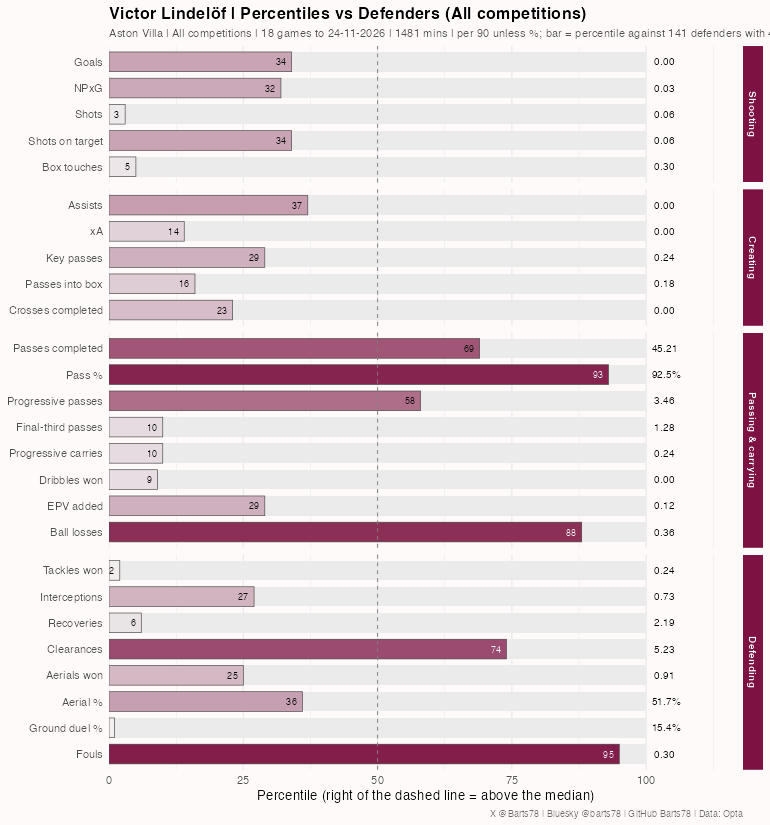 Victor Lindelöf | Percentiles vs Defenders (All competitions)
Aston Villa | All competitions | 18 games to 24-11-2026 | 1481 mins | per 90 unless %; bar = percentile against 141 defenders with
Goals 34 0.00
NPxG 32 0.03
Shots 3 0.06
Shots on target 34 0.06
Box touches 5 0.30
Shooting
Assists 37 0.00
xA 14 0.00
Key passes 29 0.24
Passes into box 16 0.18
Crosses completed 23 0.00
Creating
Passes completed 69 45.21
Pass % 93 92.5%
Progressive passes 58 3.46
Final-third passes 10 1.28
Progressive carries 10 0.24
Dribbles won 9 0.00
EPV added 29 0.12
Ball losses 88 0.36
Passing & carrying
Tackles won 2 0.24
Interceptions 27 0.73
Recoveries 6 2.19
Clearances 74 5.23
Aerials won 25 0.91
Aerial % 36 51.7%
Ground duel % 15.4%
Fouls 95 0.30
Defending
0 25 50 75 100
Percentile (right of the dashed line = above the median)
X @Barts78 | Bluesky @barts78 | GitHub Barts78 | Data: Opta